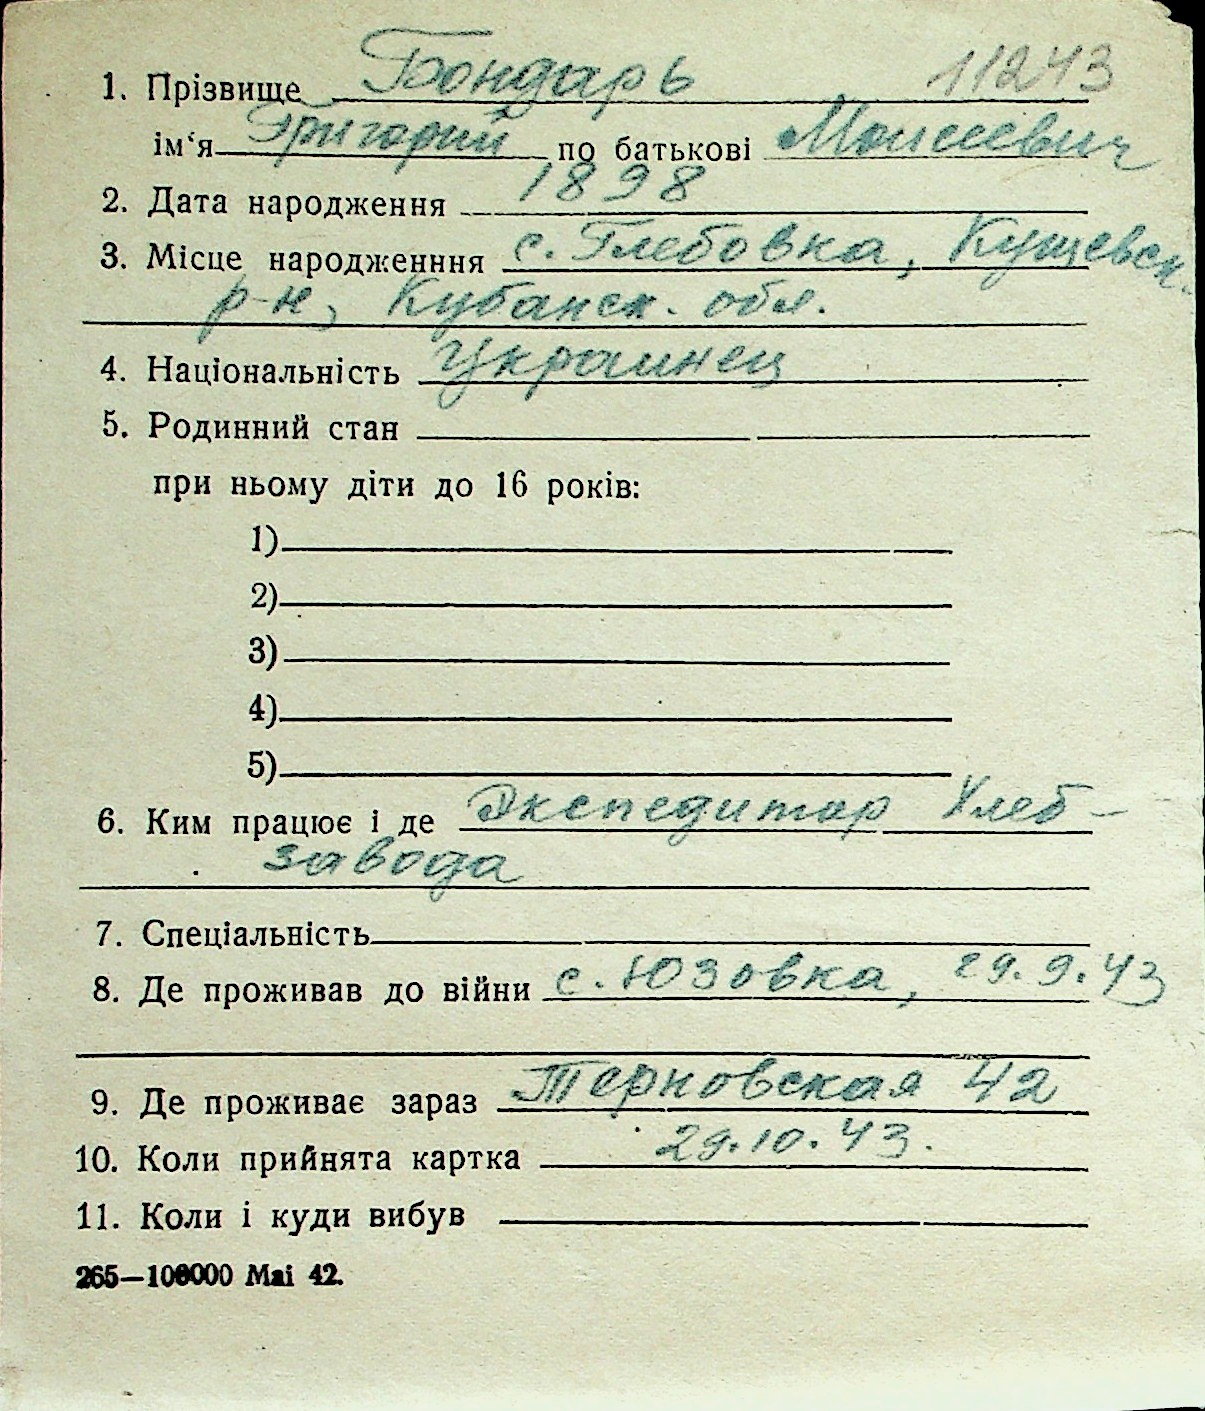 1. Прізвище Бондарь 11243
ім‘я Григорий по батькові Моисеевич
2. Дата народження 1898
3. Місце народженння с. Глебовка, Кущевск.
р-н, Кубанск. обл.
4. Національність украинец
5. Родинний стан
при ньому діти до 16 років:
1)
2)
3)
4)
5)
6. Ким працює і де Экспедитор Хлеб-
завода
7. Спеціальність
8. Де проживав до війни с. Юзовка, 29.9.43
9. Де проживає зараз Терновская 42
10. Коли прийнята картка 29.10.43.
11. Коли і куди вибув
265—100000 Mai 42.